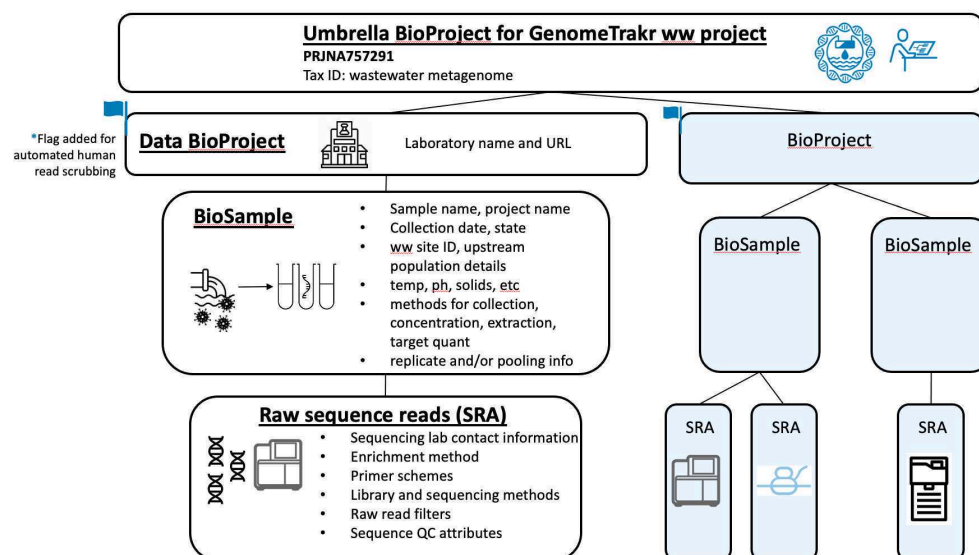 Umbrella BioProject for GenomeTrakr ww project
PRJNA757291
Tax ID: wastewater metagenome
*Flag added for
automated human
read scrubbing
Data BioProject
Laboratory name and URL
BioSample
• Sample name, project name
• Collection date, state
• ww site ID, upstream
population details
• temp, ph, solids, etc
• methods for collection,
concentration, extraction,
target quant
• replicate and/or pooling info
Raw sequence reads (SRA)
• Sequencing lab contact information
• Enrichment method
• Primer schemes
• Library and sequencing methods
• Raw read filters
• Sequence QC attributes
BioProject
BioSample
BioSample
SRA
SRA
SRA